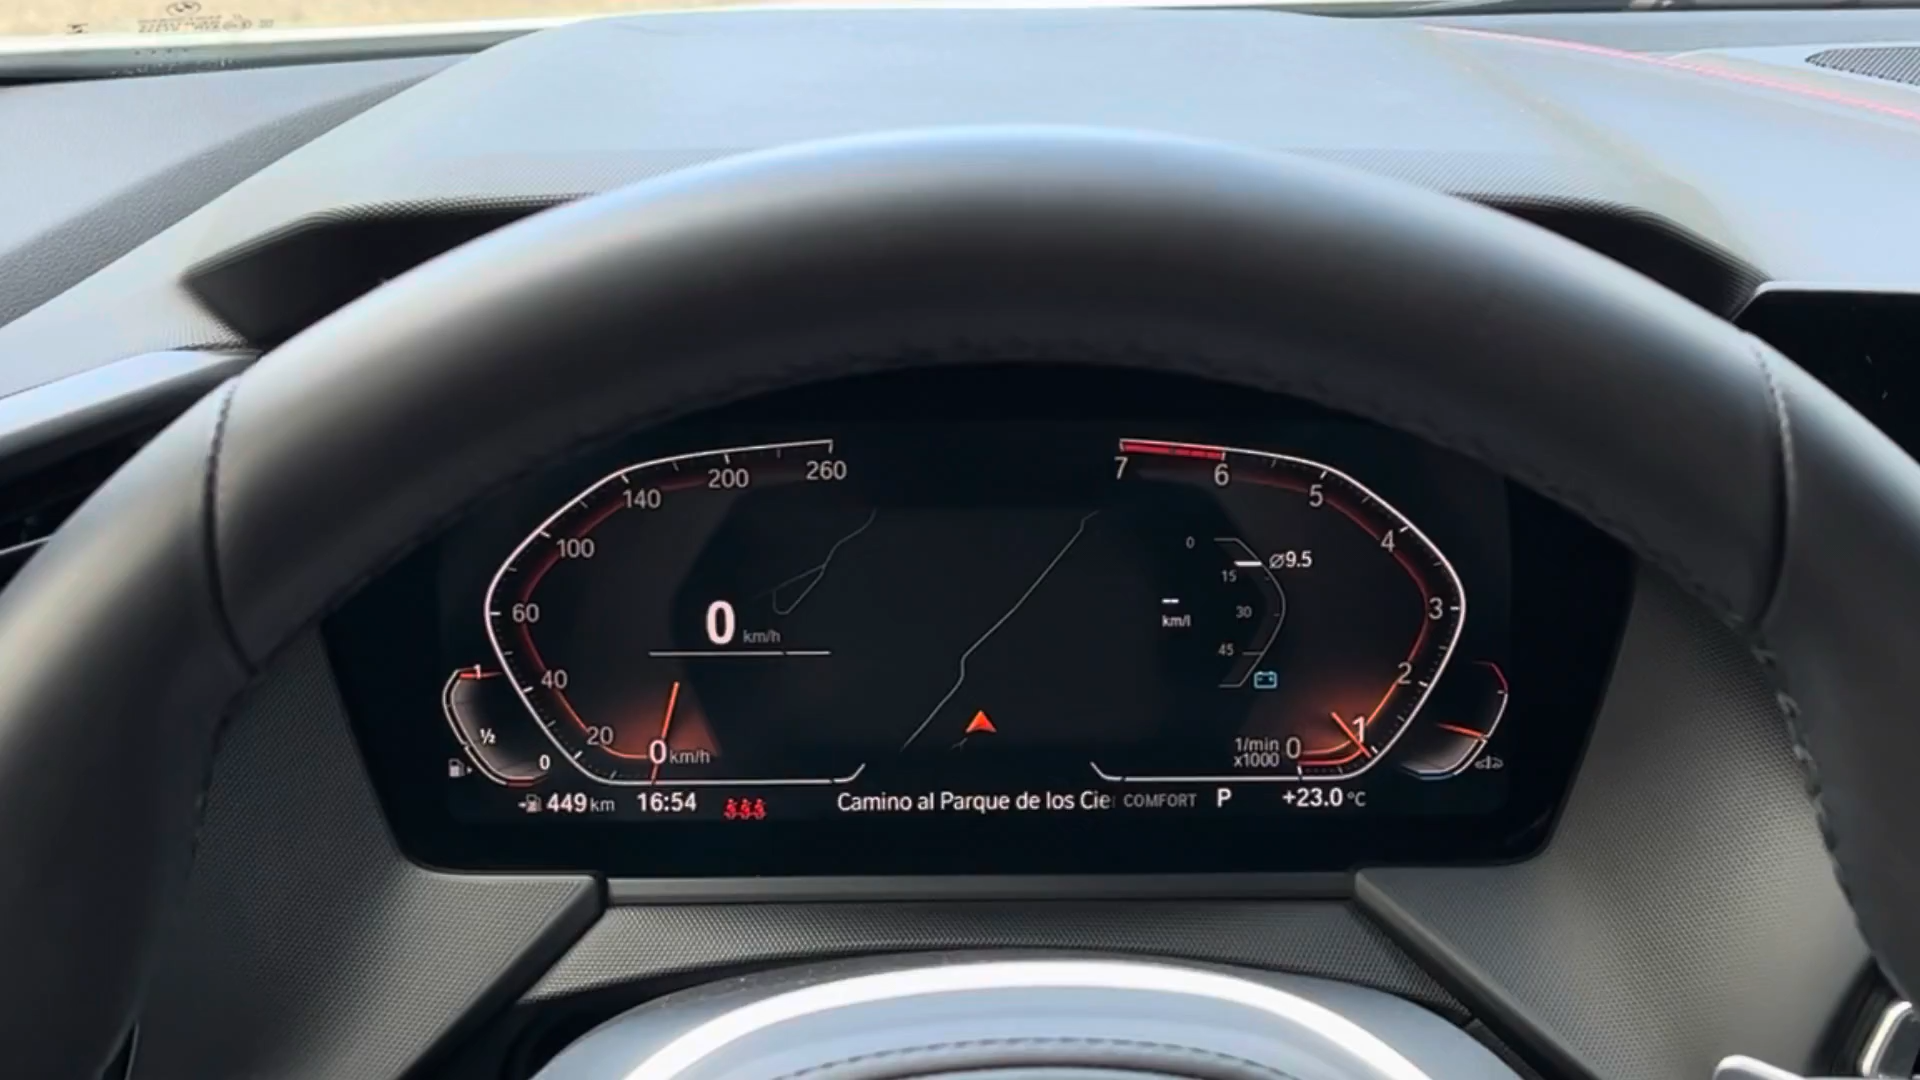 260
200
140
100
60
40
20
0 km/h
0 km/h
1
½
0
7
6
5
4
3
2
1
0
1/min
x1000
0
15
30
45
⌀9.5
--
km/l
449 km
16:54
Camino al Parque de los Cie
COMFORT
P
+23.0 °C